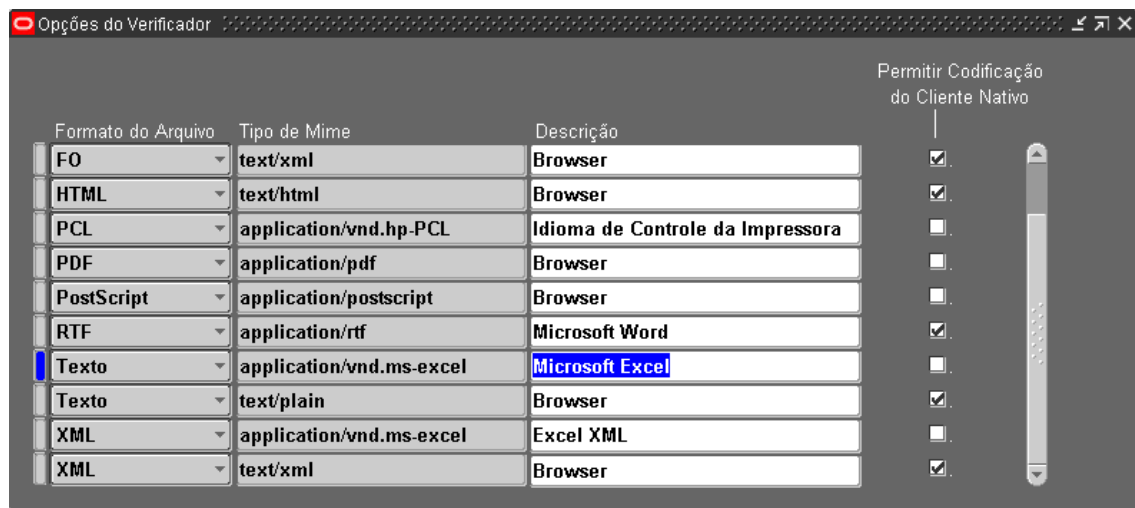 Opções do Verificador
Permitir Codificação
do Cliente Nativo
Formato do Arquivo Tipo de Mime Descrição
FO text/xml Browser
HTML text/html Browser
PCL application/vnd.hp-PCL Idioma de Controle da Impressora
PDF application/pdf Browser
PostScript application/postscript Browser
RTF application/rtf Microsoft Word
Texto application/vnd.ms-excel Microsoft Excel
Texto text/plain Browser
XML application/vnd.ms-excel Excel XML
XML text/xml Browser